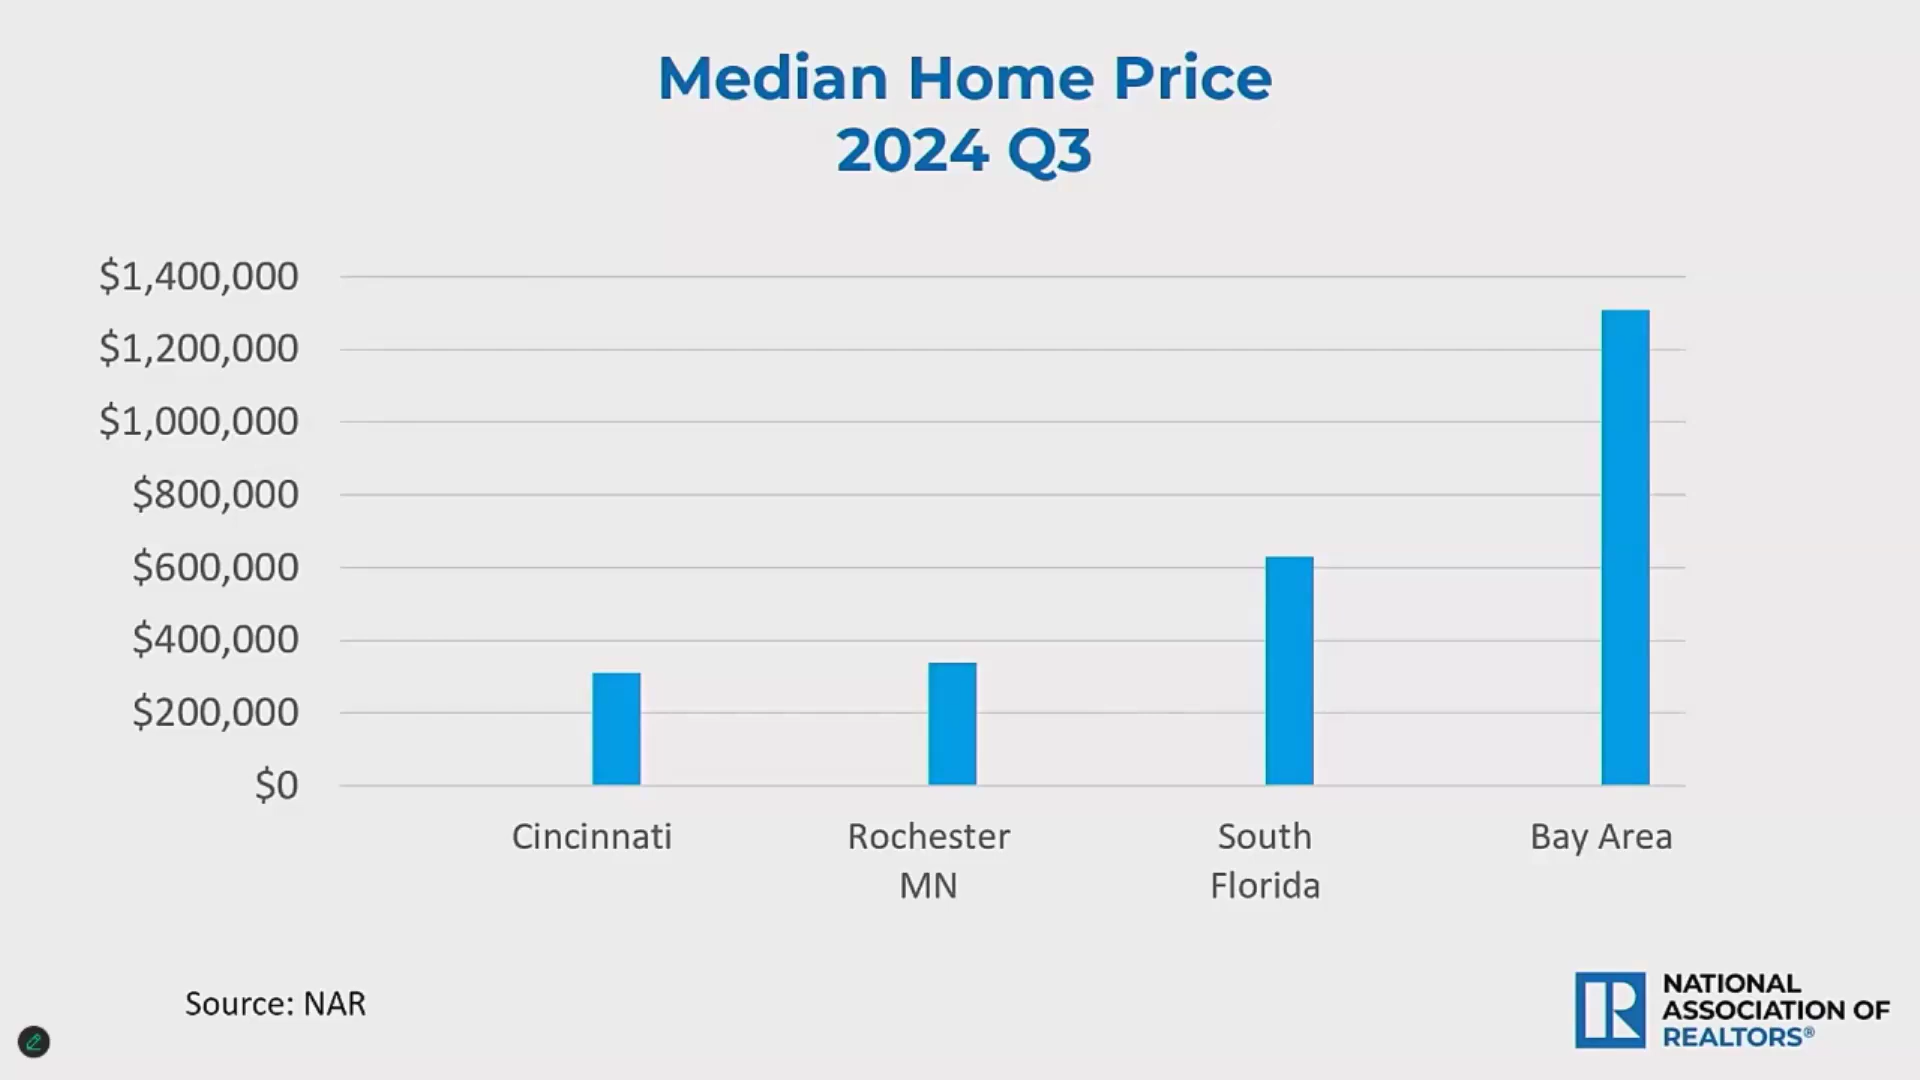 Median Home Price
2024 Q3
$1,400,000
$1,200,000
$1,000,000
$800,000
$600,000
$400,000
$200,000
$0
Cincinnati
Rochester
MN
South
Florida
Bay Area
Source: NAR
R
NATIONAL
ASSOCIATION OF
REALTORS®